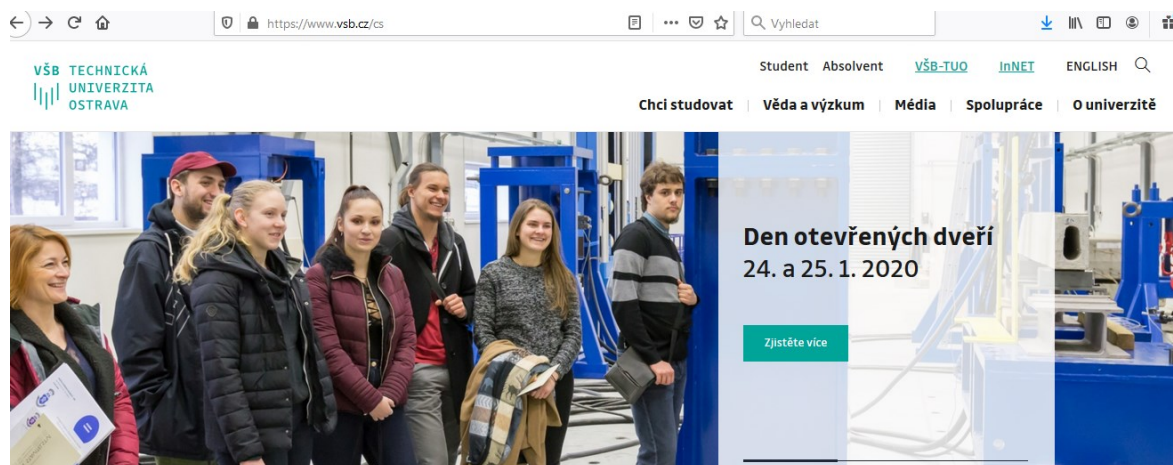 https://www.vsb.cz/cs
Vyhledat
VŠB TECHNICKÁ
UNIVERZITA
OSTRAVA
Student Absolvent VŠB-TUO InNET ENGLISH
Chci studovat | Věda a výzkum | Média | Spolupráce | O univerzitě
Den otevřených dveří
24. a 25. 1. 2020
Zjistěte více